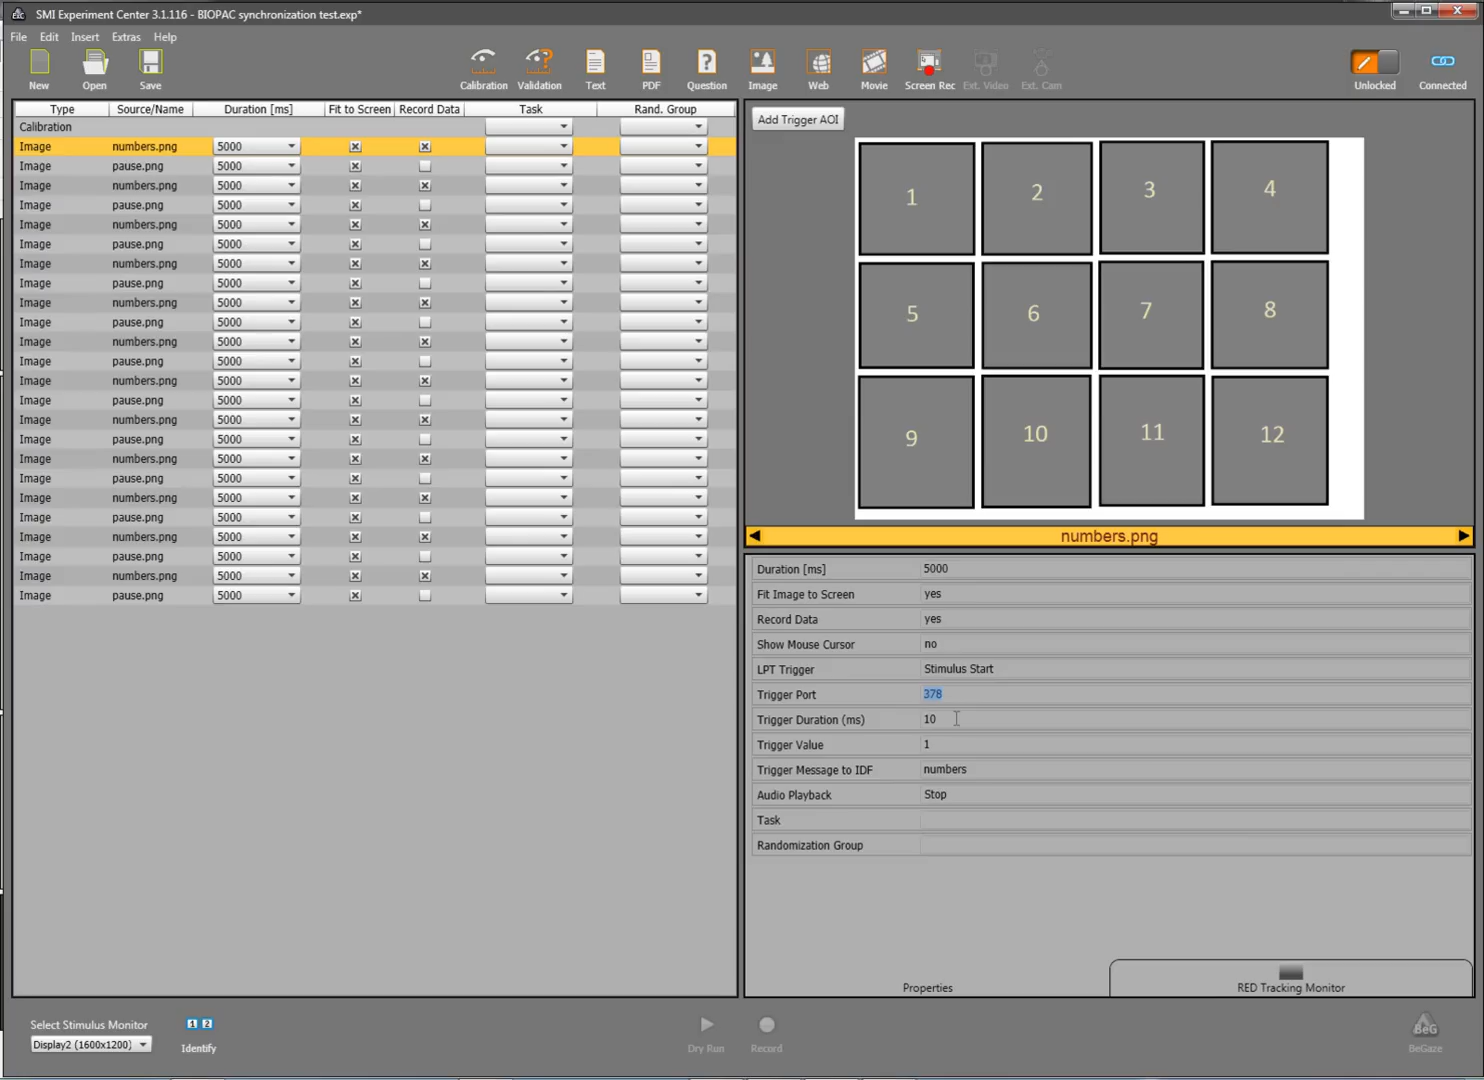 SMI Experiment Center 3.1.116 - BIOPAC synchronization test.exp*
File Edit Insert Extras Help
New Open Save Calibration Validation Text PDF Question Image Web Movie Screen Rec Ext. Video Ext. Cam Unlocked Connected
Type Source/Name Duration [ms] Fit to Screen Record Data Task Rand. Group
Calibration
Image numbers.png 5000
Image pause.png 5000
Image numbers.png 5000
Image pause.png 5000
Image numbers.png 5000
Image pause.png 5000
Image numbers.png 5000
Image pause.png 5000
Image numbers.png 5000
Image pause.png 5000
Image numbers.png 5000
Image pause.png 5000
Image numbers.png 5000
Image pause.png 5000
Image numbers.png 5000
Image pause.png 5000
Image numbers.png 5000
Image pause.png 5000
Image numbers.png 5000
Image pause.png 5000
Image numbers.png 5000
Image pause.png 5000
Image numbers.png 5000
Image pause.png 5000
Add Trigger AOI
1 2 3 4
5 6 7 8
9 10 11 12
numbers.png
Duration [ms] 5000
Fit Image to Screen yes
Record Data yes
Show Mouse Cursor no
LPT Trigger Stimulus Start
Trigger Port 378
Trigger Duration (ms) 10
Trigger Value 1
Trigger Message to IDF numbers
Audio Playback Stop
Task
Randomization Group
Properties RED Tracking Monitor
Select Stimulus Monitor
Display2 (1600x1200)
1 2
Identify
Dry Run
Record
BeG
BeGaze